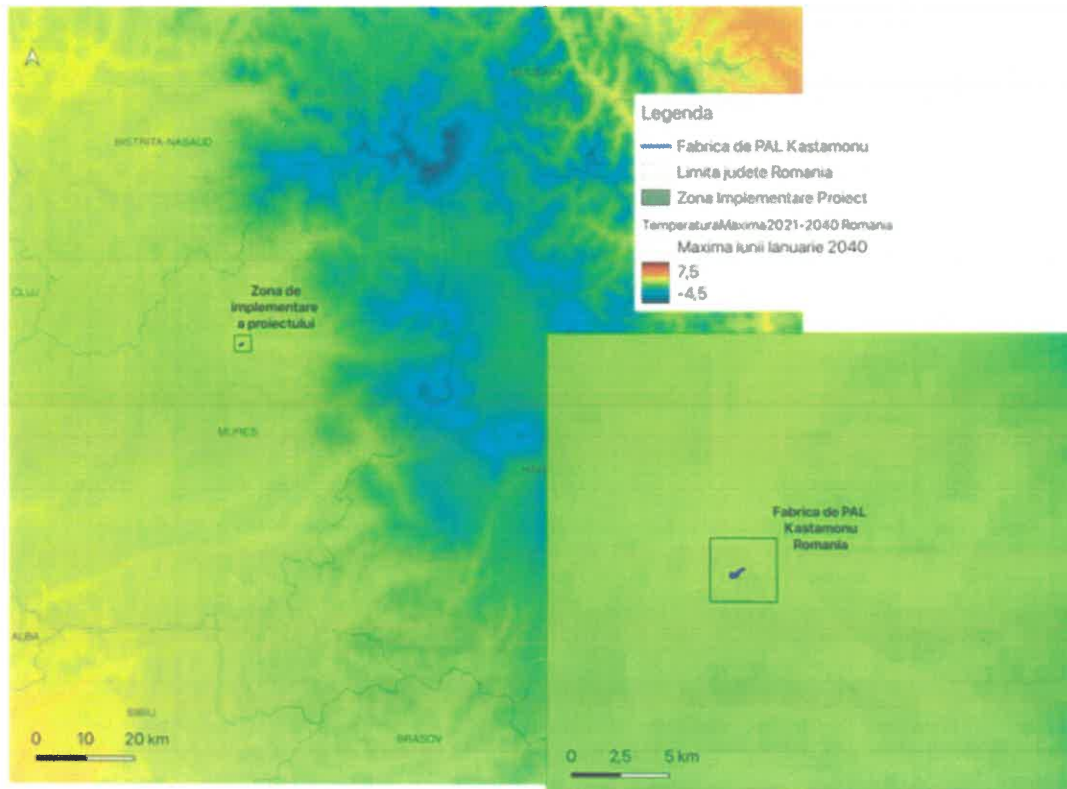 BISTRITA-NASAUD
CLUJ
Zona de
implementare
a proiectului
MURES
ALBA
SIBIU
BRASOV
0 10 20 km
Legenda
Fabrica de PAL Kastamonu
Limita judete Romania
Zona Implementare Proiect
TemperaturaMaxima2021-2040 Romania
Maxima lunii Ianuarie 2040
7,5
-4,5
Fabrica de PAL
Kastamonu
Romania
0 2,5 5 km